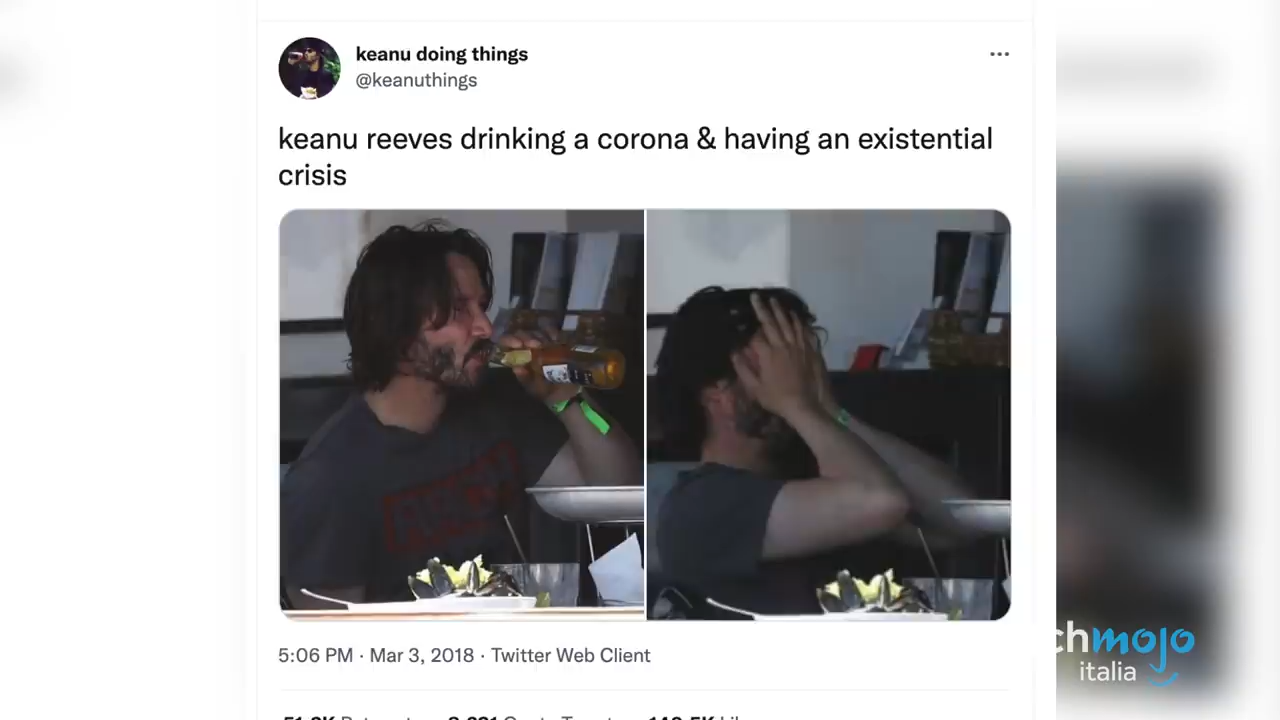 keanu doing things
@keanuthings
keanu reeves drinking a corona & having an existential
crisis
5:06 PM · Mar 3, 2018 · Twitter Web Client
chmojo
italia